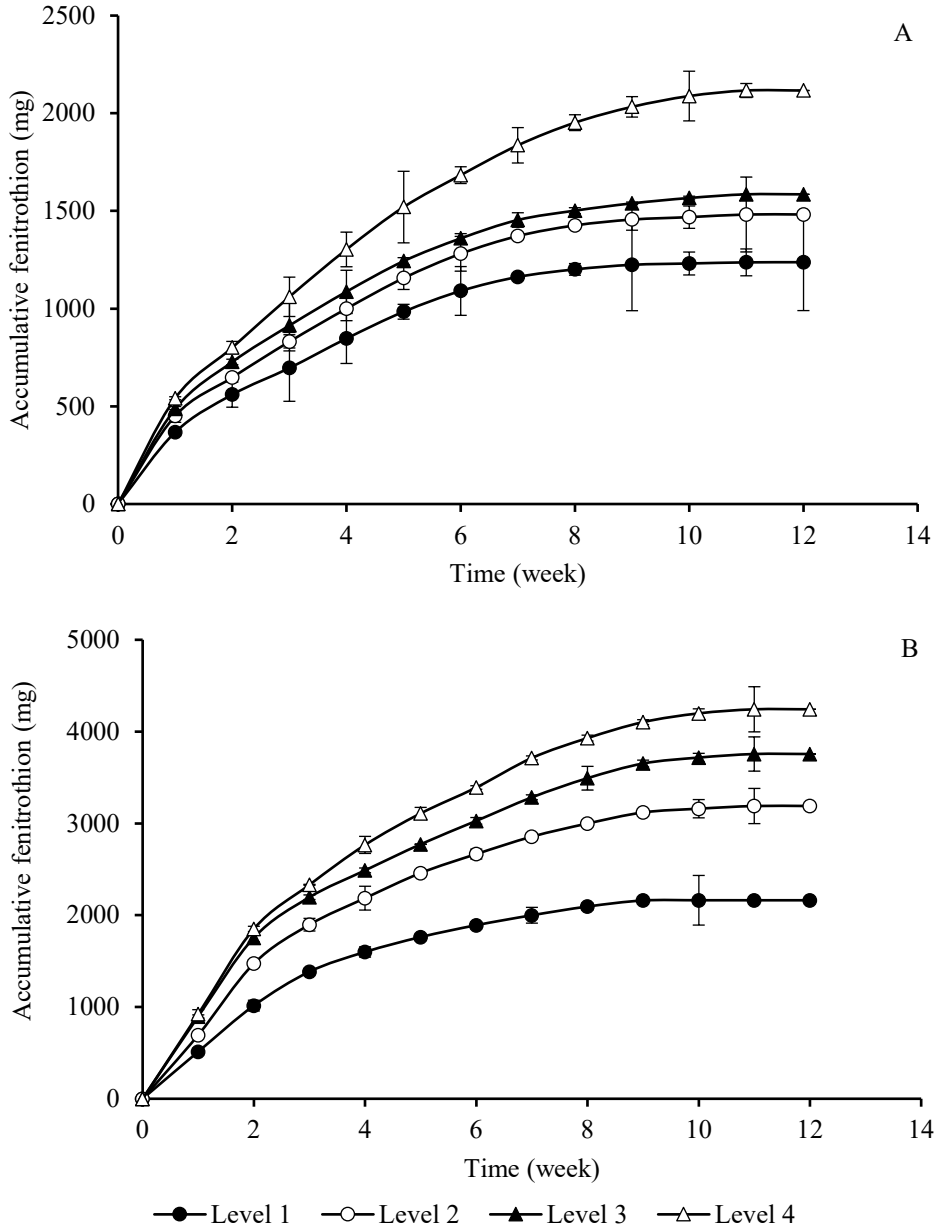 A
2500
2000
1500
1000
500
0
Accumulative fenitrothion (mg)
0 2 4 6 8 10 12 14
Time (week)
B
5000
4000
3000
2000
1000
0
Accumulative fenitrothion (mg)
0 2 4 6 8 10 12 14
Time (week)
Level 1 Level 2 Level 3 Level 4